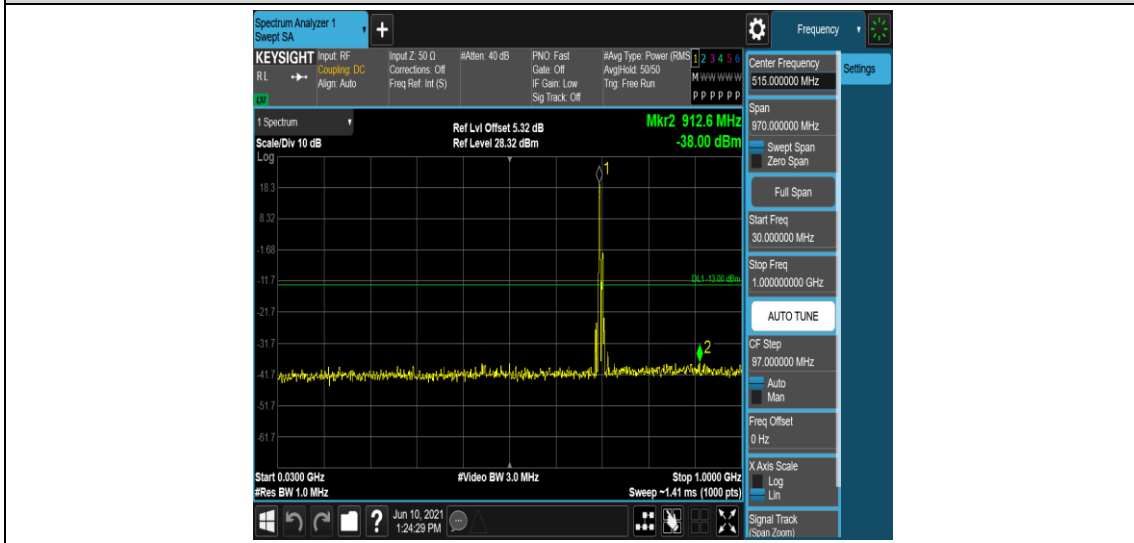 Spectrum Analyzer 1
Swept SA
+
Frequency
KEYSIGHT
RL
Input: RF
Coupling: DC
Align: Auto
Input Z: 50 Ω
Corrections: Off
Freq Ref: Int (S)
#Atten: 40 dB
PNO: Fast
Gate: Off
IF Gain: Low
Sig Track: Off
#Avg Type: Power (RMS
Avg|Hold: 50/50
Trig: Free Run
1 2 3 4 5 6
M W W W W W
P P P P P P
1 Spectrum
Scale/Div 10 dB
Log
Ref Lvl Offset 5.32 dB
Ref Level 28.32 dBm
Mkr2 912.6 MHz
-38.00 dBm
1
18.3
8.32
-1.68
-11.7
DL1 -13.00 dBm
-21.7
-31.7
2
-41.7
-51.7
-61.7
Start 0.0300 GHz
#Res BW 1.0 MHz
#Video BW 3.0 MHz
Stop 1.0000 GHz
Sweep ~1.41 ms (1000 pts)
?
Jun 10, 2021
1:24:29 PM
Settings
Center Frequency
515.000000 MHz
Span
970.000000 MHz
Swept Span
Zero Span
Full Span
Start Freq
30.000000 MHz
Stop Freq
1.000000000 GHz
AUTO TUNE
CF Step
97.000000 MHz
Auto
Man
Freq Offset
0 Hz
X Axis Scale
Log
Lin
Signal Track
(Span Zoom)